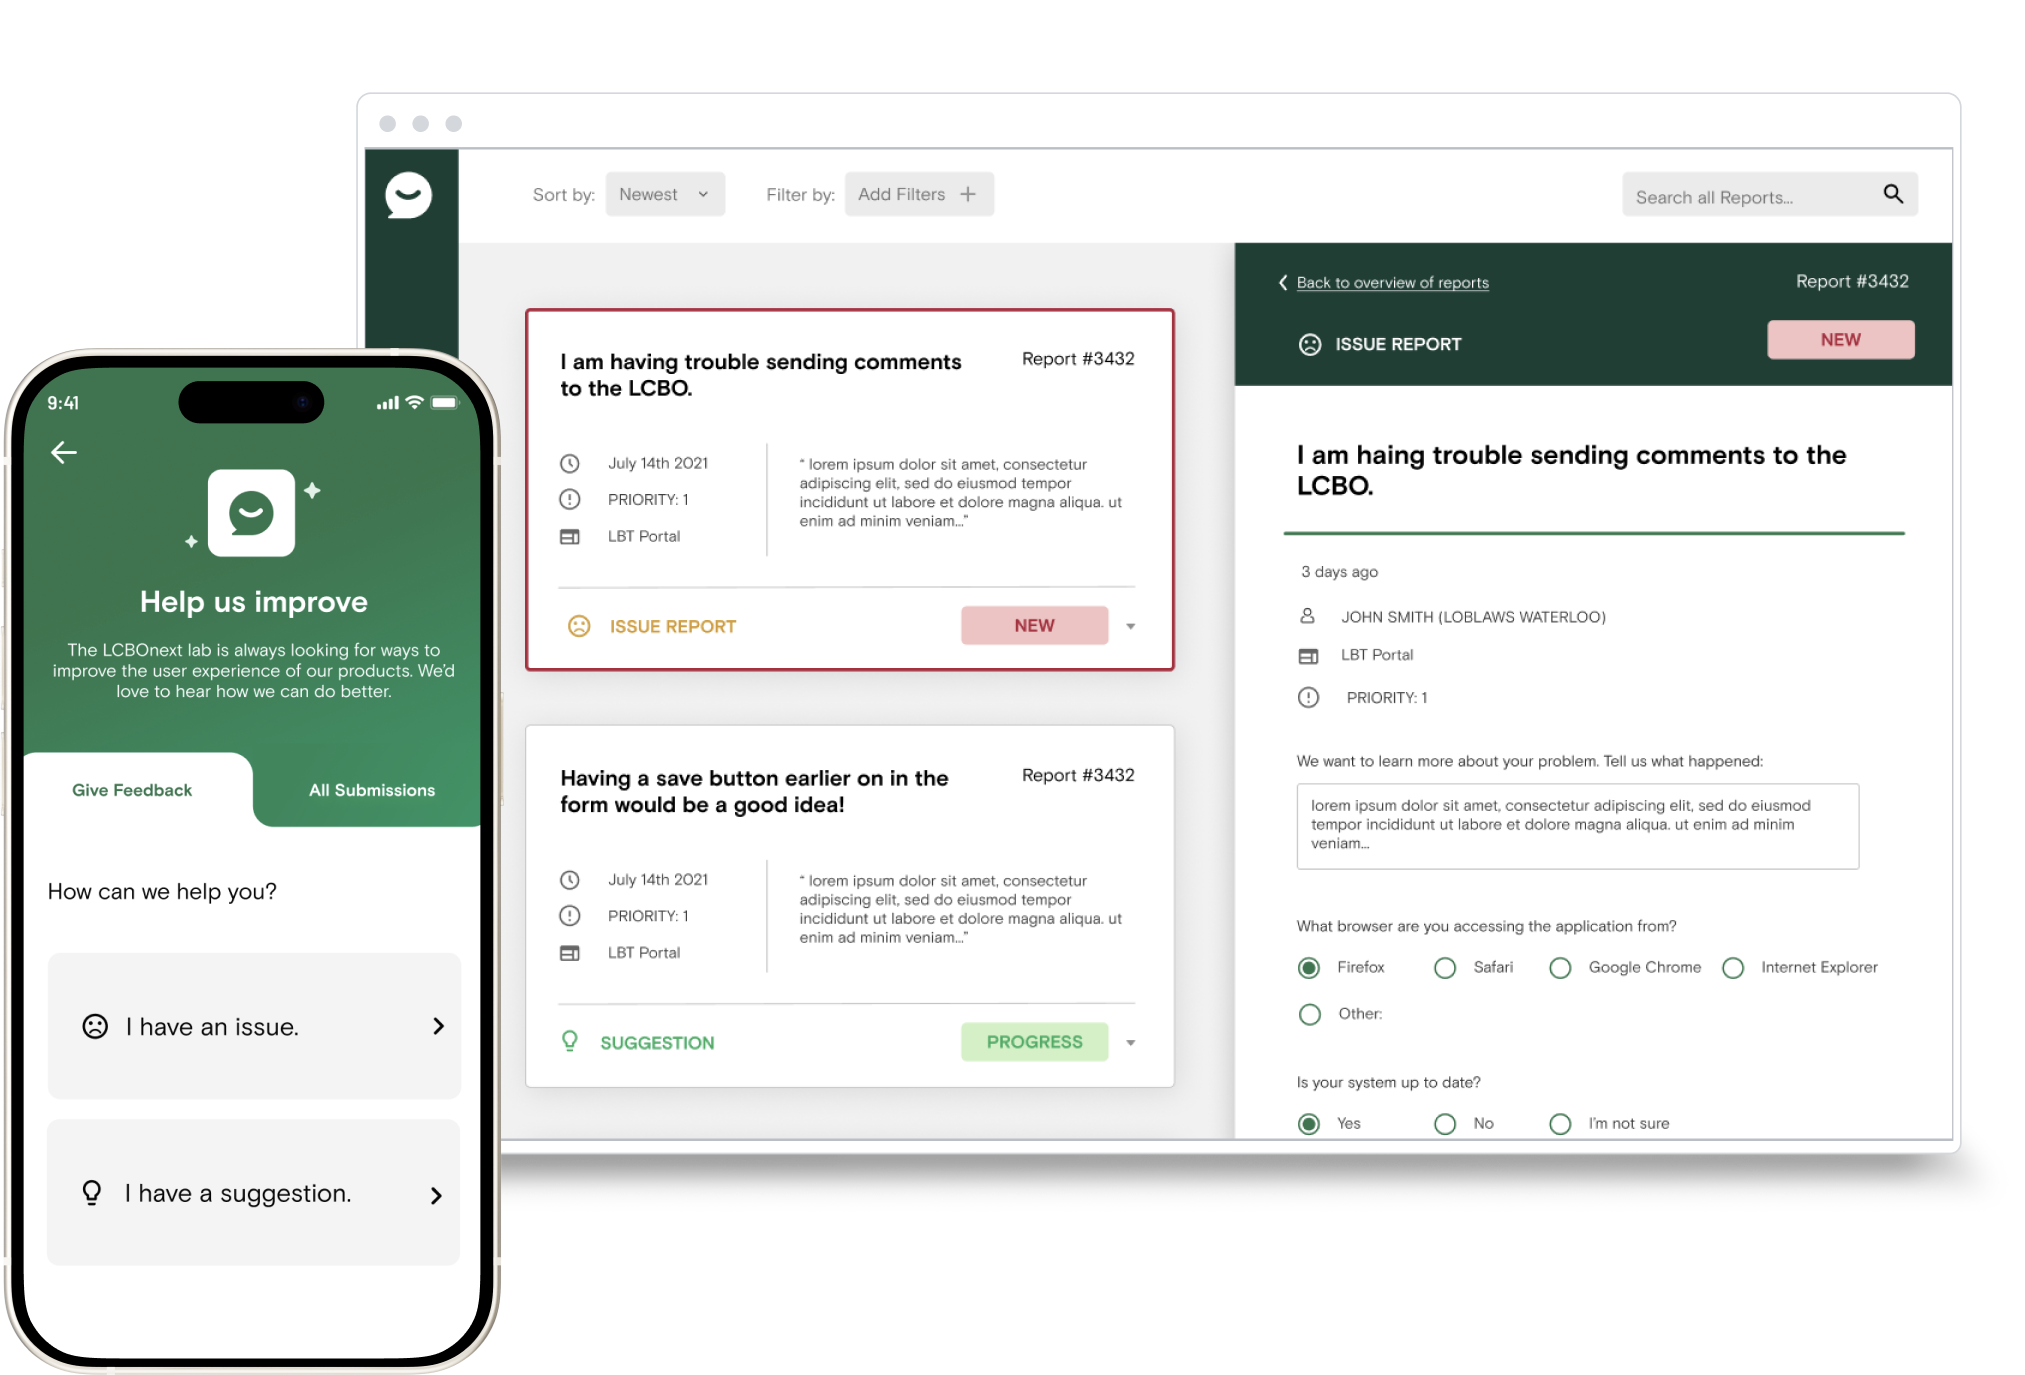 Sort by:
Newest
Filter by:
Add Filters
Search all Reports...
I am having trouble sending comments
to the LCBO.
Report #3432
July 14th 2021
PRIORITY: 1
LBT Portal
“ lorem ipsum dolor sit amet, consectetur
adipiscing elit, sed do eiusmod tempor
incididunt ut labore et dolore magna aliqua. ut
enim ad minim veniam...”
ISSUE REPORT
NEW
Having a save button earlier on in the
form would be a good idea!
Report #3432
July 14th 2021
PRIORITY: 1
LBT Portal
“ lorem ipsum dolor sit amet, consectetur
adipiscing elit, sed do eiusmod tempor
incididunt ut labore et dolore magna aliqua. ut
enim ad minim veniam...”
SUGGESTION
PROGRESS
Back to overview of reports
Report #3432
ISSUE REPORT
NEW
I am haing trouble sending comments to the
LCBO.
3 days ago
JOHN SMITH (LOBLAWS WATERLOO)
LBT Portal
PRIORITY: 1
We want to learn more about your problem. Tell us what happened:
lorem ipsum dolor sit amet, consectetur adipiscing elit, sed do eiusmod
tempor incididunt ut labore et dolore magna aliqua. ut enim ad minim
veniam...
What browser are you accessing the application from?
Firefox
Safari
Google Chrome
Internet Explorer
Other:
Is your system up to date?
Yes
No
I'm not sure
9:41
Help us improve
The LCBOnext lab is always looking for ways to
improve the user experience of our products. We'd
love to hear how we can do better.
Give Feedback
All Submissions
How can we help you?
I have an issue.
I have a suggestion.